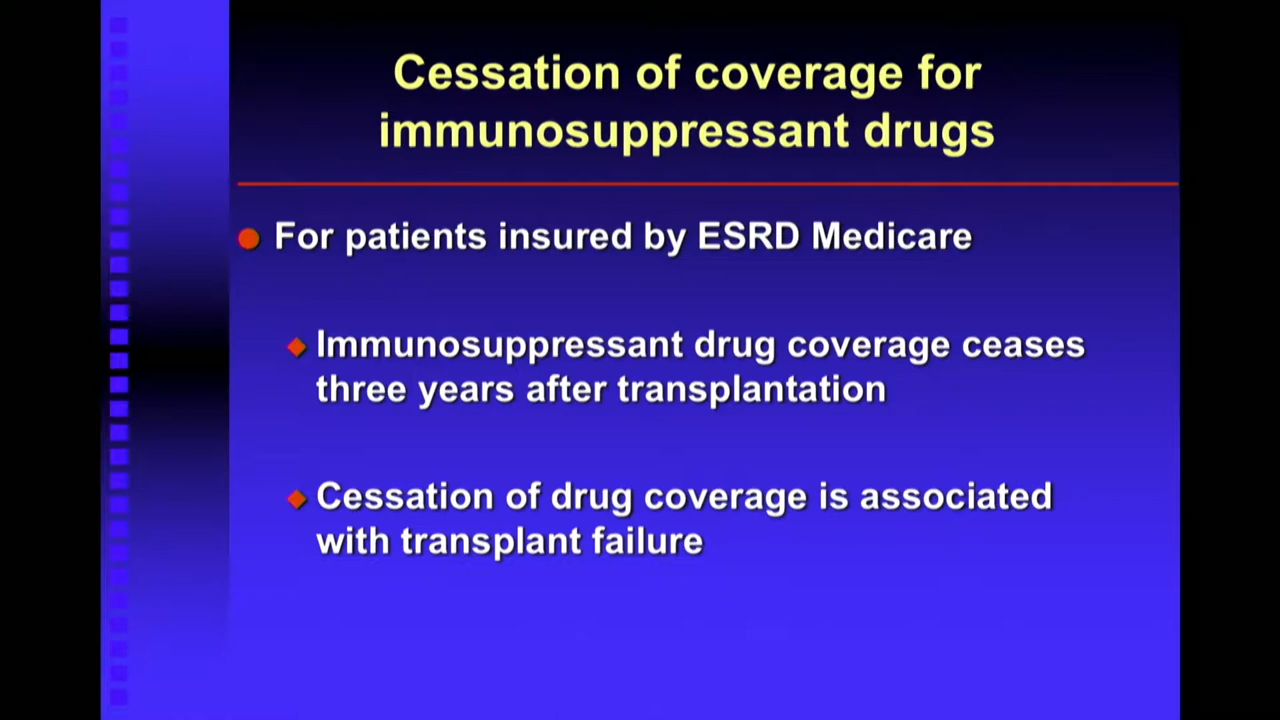 Cessation of coverage for
immunosuppressant drugs
For patients insured by ESRD Medicare
Immunosuppressant drug coverage ceases
three years after transplantation
Cessation of drug coverage is associated
with transplant failure